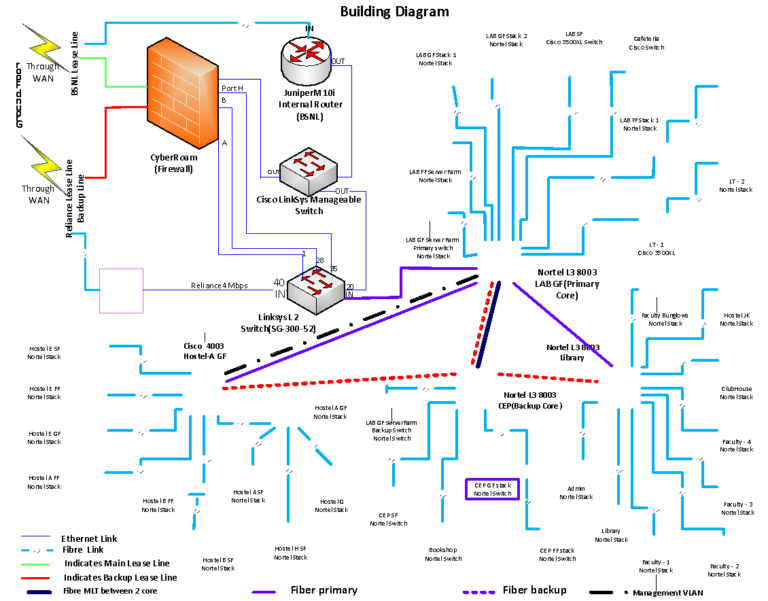 Building Diagram
IN
LAB GF Stack 2
Nortel Stack
LAB SF
Cisco 3500XL Switch
Cafeteria
Cisco Switch
LAB GF Stack 1
Nortel Stack
BSNL Lease Line
Through
WAN
OUT
Port H
B
A
JuniperM10i
Internal Router
(BSNL)
LAB FF Stack 1
Nortel Stack
CyberRoam
(Firewall)
OUT
OUT
Cisco LinkSys Manageable
Switch
LAB FF Server Farm
Nortel Stack
LT - 2
Nortel Stack
Through
WAN
Reliance Lease Line
Backup Line
LAB GF Server Farm
Primary switch
Nortel Stack
LT- 1
Cisco 3500XL
1
28
35
40
IN
20
IN
Reliance 4 Mbps
Nortel L3 8003
LAB GF(Primary
Core)
Linksys L 2
Switch(SG-300-52)
Faculty Bunglows
Nortel Stack
Hostel JK
Nortel Stack
Cisco 4003
Hostel-A GF
Nortel L3 8003
Library
Hostel E SF
Nortel Stack
Hostel E FF
Nortel Stack
Nortel L3 8003
CEP(Backup Core)
ClubHouse
Nortel Stack
Hostel A GF
Nortel Stack
LAB GF Server Farm
Backup Switch
Nortel Switch
Hostel E GF
Nortel Stack
Faculty - 4
Nortel Stack
Hostel A FF
Nortel Stack
Hostel B FF
Nortel Stack
Hostel A SF
Nortel Stack
Hostel G
Nortel Stack
CEP GF stack
Nortel Switch
Admin
Nortel Stack
Faculty - 3
Nortel Stack
CEP SF
Nortel Switch
Library
Nortel Stack
Hostel B SF
Nortel Stack
Hostel H SF
Nortel Stack
Bookshop
Nortel Switch
CEP FF stack
Nortel Switch
Faculty - 1
Nortel Stack
Faculty - 2
Nortel Stack
Ethernet Link
Fibre Link
Indicates Main Lease Line
Indicates Backup Lease Line
Fibre MLT between 2 core
Fiber primary
Fiber backup
Management VLAN